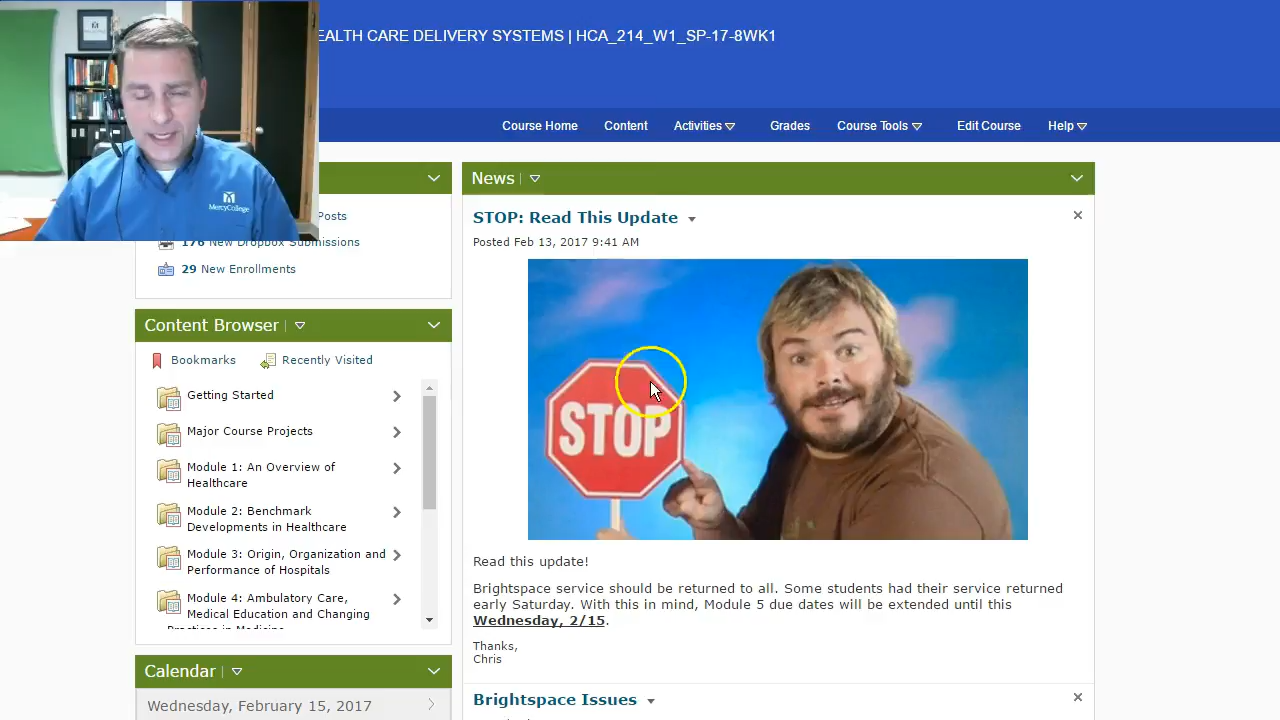 EALTH CARE DELIVERY SYSTEMS | HCA_214_W1_SP-17-8WK1
Course Home Content Activities Grades Course Tools Edit Course Help
MercyCollege
Posts
176 New Dropbox Submissions
29 New Enrollments
Content Browser
Bookmarks Recently Visited
Getting Started
Major Course Projects
Module 1: An Overview of
Healthcare
Module 2: Benchmark
Developments in Healthcare
Module 3: Origin, Organization and
Performance of Hospitals
Module 4: Ambulatory Care,
Medical Education and Changing
Practices in Medicine
Calendar
Wednesday, February 15, 2017
News
STOP: Read This Update
Posted Feb 13, 2017 9:41 AM
STOP
Read this update!
Brightspace service should be returned to all. Some students had their service returned
early Saturday. With this in mind, Module 5 due dates will be extended until this
Wednesday, 2/15.
Thanks,
Chris
Brightspace Issues